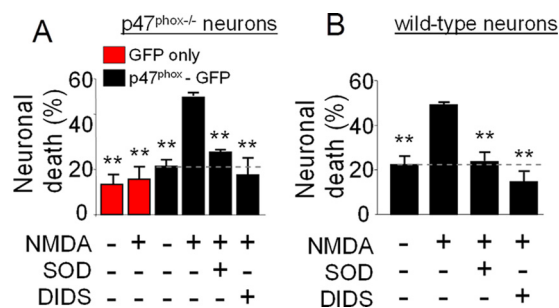 A p47phox-/- neurons
GFP only
p47phox - GFP
Neuronal death (%)
60
40
20
0
** ** ** ** **
NMDA - + - + + +
SOD - - - - + -
DIDS - - - - - +
B wild-type neurons
Neuronal death (%)
60
40
20
0
** ** **
NMDA - + + +
SOD - - + -
DIDS - - - +